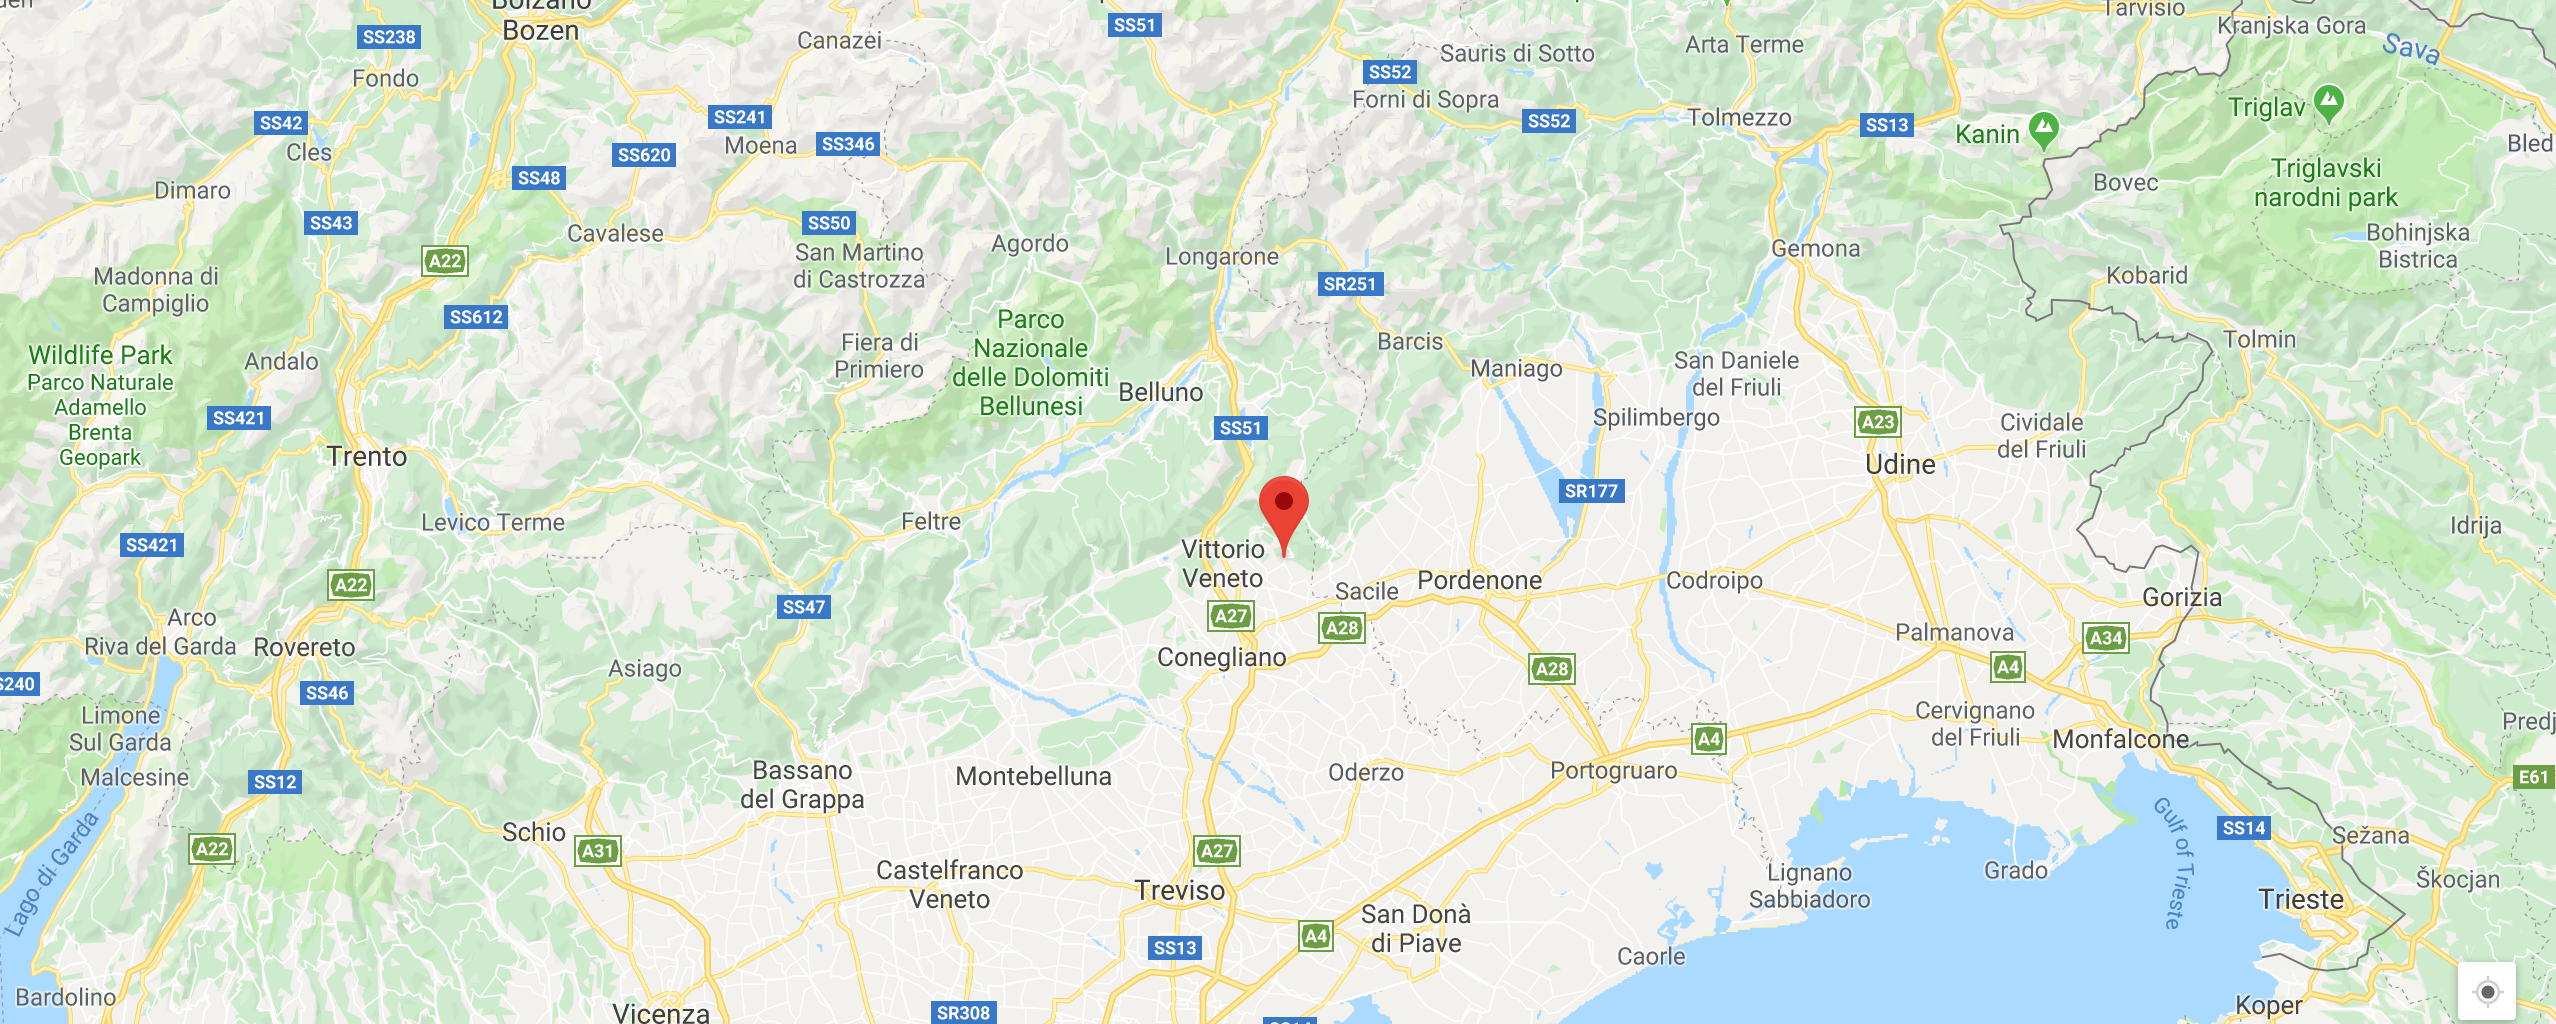 Bolzano
Bozen
SS238
Fondo
Canazei
SS51
SS52
Sauris di Sotto
Forni di Sopra
Arta Terme
Tarvisio
Kranjska Gora
Sava
SS42
Cles
SS241
Moena
SS346
SS620
SS52
Tolmezzo
SS13
Kanin
Triglav
Bled
Dimaro
SS48
SS43
Cavalese
SS50
San Martino
di Castrozza
Agordo
Longarone
SR251
Gemona
Bovec
Triglavski
narodni park
Bohinjska
Bistrica
Kobarid
Madonna di
Campiglio
A22
SS612
Wildlife Park
Parco Naturale
Adamello
Brenta
Geopark
Andalo
SS421
Fiera di
Primiero
Parco
Nazionale
delle Dolomiti
Bellunesi
Belluno
Barcis
Maniago
San Daniele
del Friuli
Tolmin
SS51
Spilimbergo
A23
Udine
Cividale
del Friuli
Trento
SR177
Levico Terme
Feltre
Idrija
SS421
A22
Vittorio
Veneto
Sacile
Pordenone
Codroipo
Gorizia
SS47
A27
A28
Arco
Riva del Garda
Rovereto
Palmanova
A34
Asiago
Conegliano
A28
A4
S240
SS46
Limone
Sul Garda
Malcesine
Cervignano
del Friuli
Monfalcone
Predj
A4
SS12
Bassano
del Grappa
Montebelluna
Oderzo
Portogruaro
E61
Lago di Garda
A22
Schio
A31
A27
Gulf of Trieste
SS14
Sežana
Castelfranco
Veneto
Treviso
Lignano
Sabbiadoro
Grado
Škocjan
Trieste
San Donà
di Piave
A4
SS13
Caorle
Bardolino
Vicenza
SR308
SS14
Koper